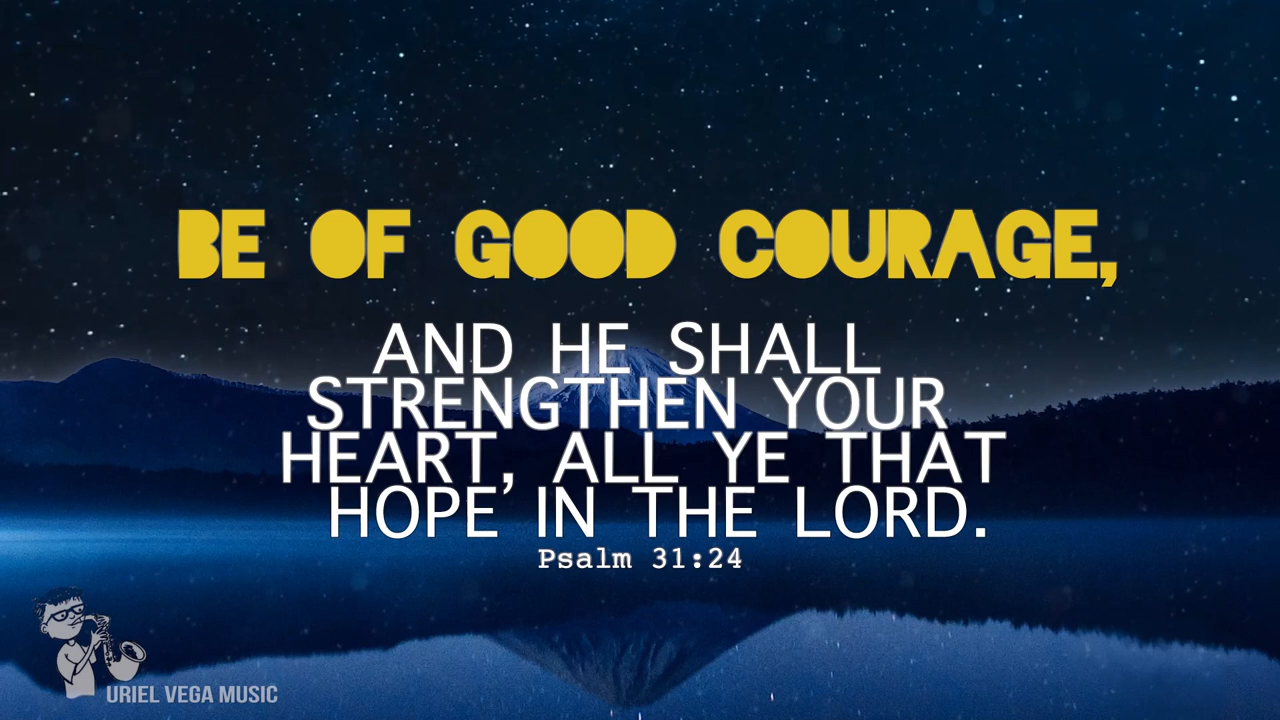 BE OF GOOD COURAGE,
AND HE SHALL
STRENGTHEN YOUR
HEART, ALL YE THAT
HOPE IN THE LORD.
Psalm 31:24
URIEL VEGA MUSIC